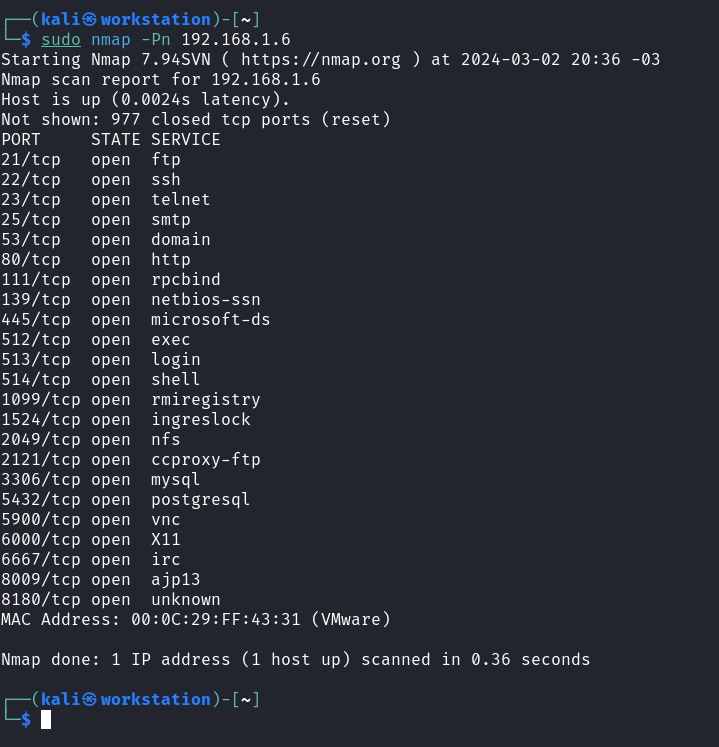 ┌──(kali㉿workstation)-[~]
└─$ sudo nmap -Pn 192.168.1.6
Starting Nmap 7.94SVN ( https://nmap.org ) at 2024-03-02 20:36 -03
Nmap scan report for 192.168.1.6
Host is up (0.0024s latency).
Not shown: 977 closed tcp ports (reset)
PORT     STATE SERVICE
21/tcp   open  ftp
22/tcp   open  ssh
23/tcp   open  telnet
25/tcp   open  smtp
53/tcp   open  domain
80/tcp   open  http
111/tcp  open  rpcbind
139/tcp  open  netbios-ssn
445/tcp  open  microsoft-ds
512/tcp  open  exec
513/tcp  open  login
514/tcp  open  shell
1099/tcp open  rmiregistry
1524/tcp open  ingreslock
2049/tcp open  nfs
2121/tcp open  ccproxy-ftp
3306/tcp open  mysql
5432/tcp open  postgresql
5900/tcp open  vnc
6000/tcp open  X11
6667/tcp open  irc
8009/tcp open  ajp13
8180/tcp open  unknown
MAC Address: 00:0C:29:FF:43:31 (VMware)
Nmap done: 1 IP address (1 host up) scanned in 0.36 seconds
┌──(kali㉿workstation)-[~]
└─$